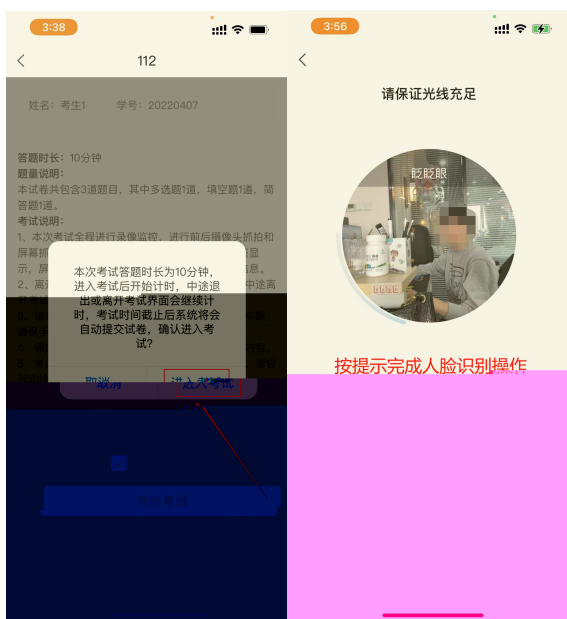 3:38
112
姓名：考生1 学号：20220407
答题时长：10分钟
题量说明：
本试卷共包含3道题目，其中多选题1道，填空题1道，简
答题1道。
考试说明：
1、本次考试全程进行录像监控，进行前后摄像头抓拍和
本次考试答题时长为10分钟，
进入考试后开始计时，中途退
出或离开考试界面会继续计
时，考试时间截止后系统将会
自动提交试卷，确认进入考
试?
取消 进入考试
开始考试
3:56
请保证光线充足
眨眨眼
按提示完成人脸识别操作